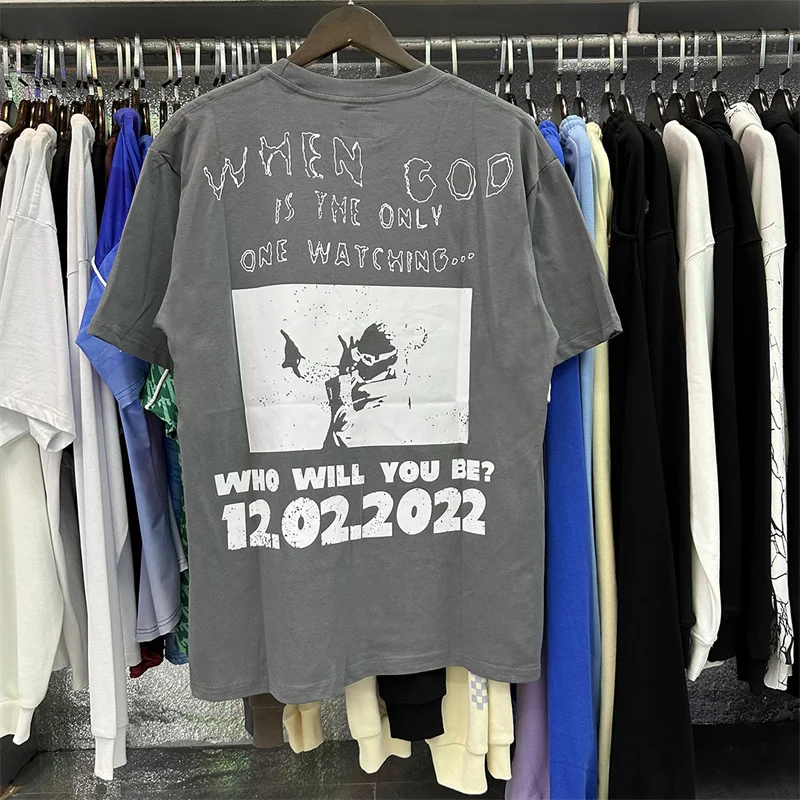 WHEN GOD
IS THE ONLY
ONE WATCHING...
WHO WILL YOU BE?
12.02.2022